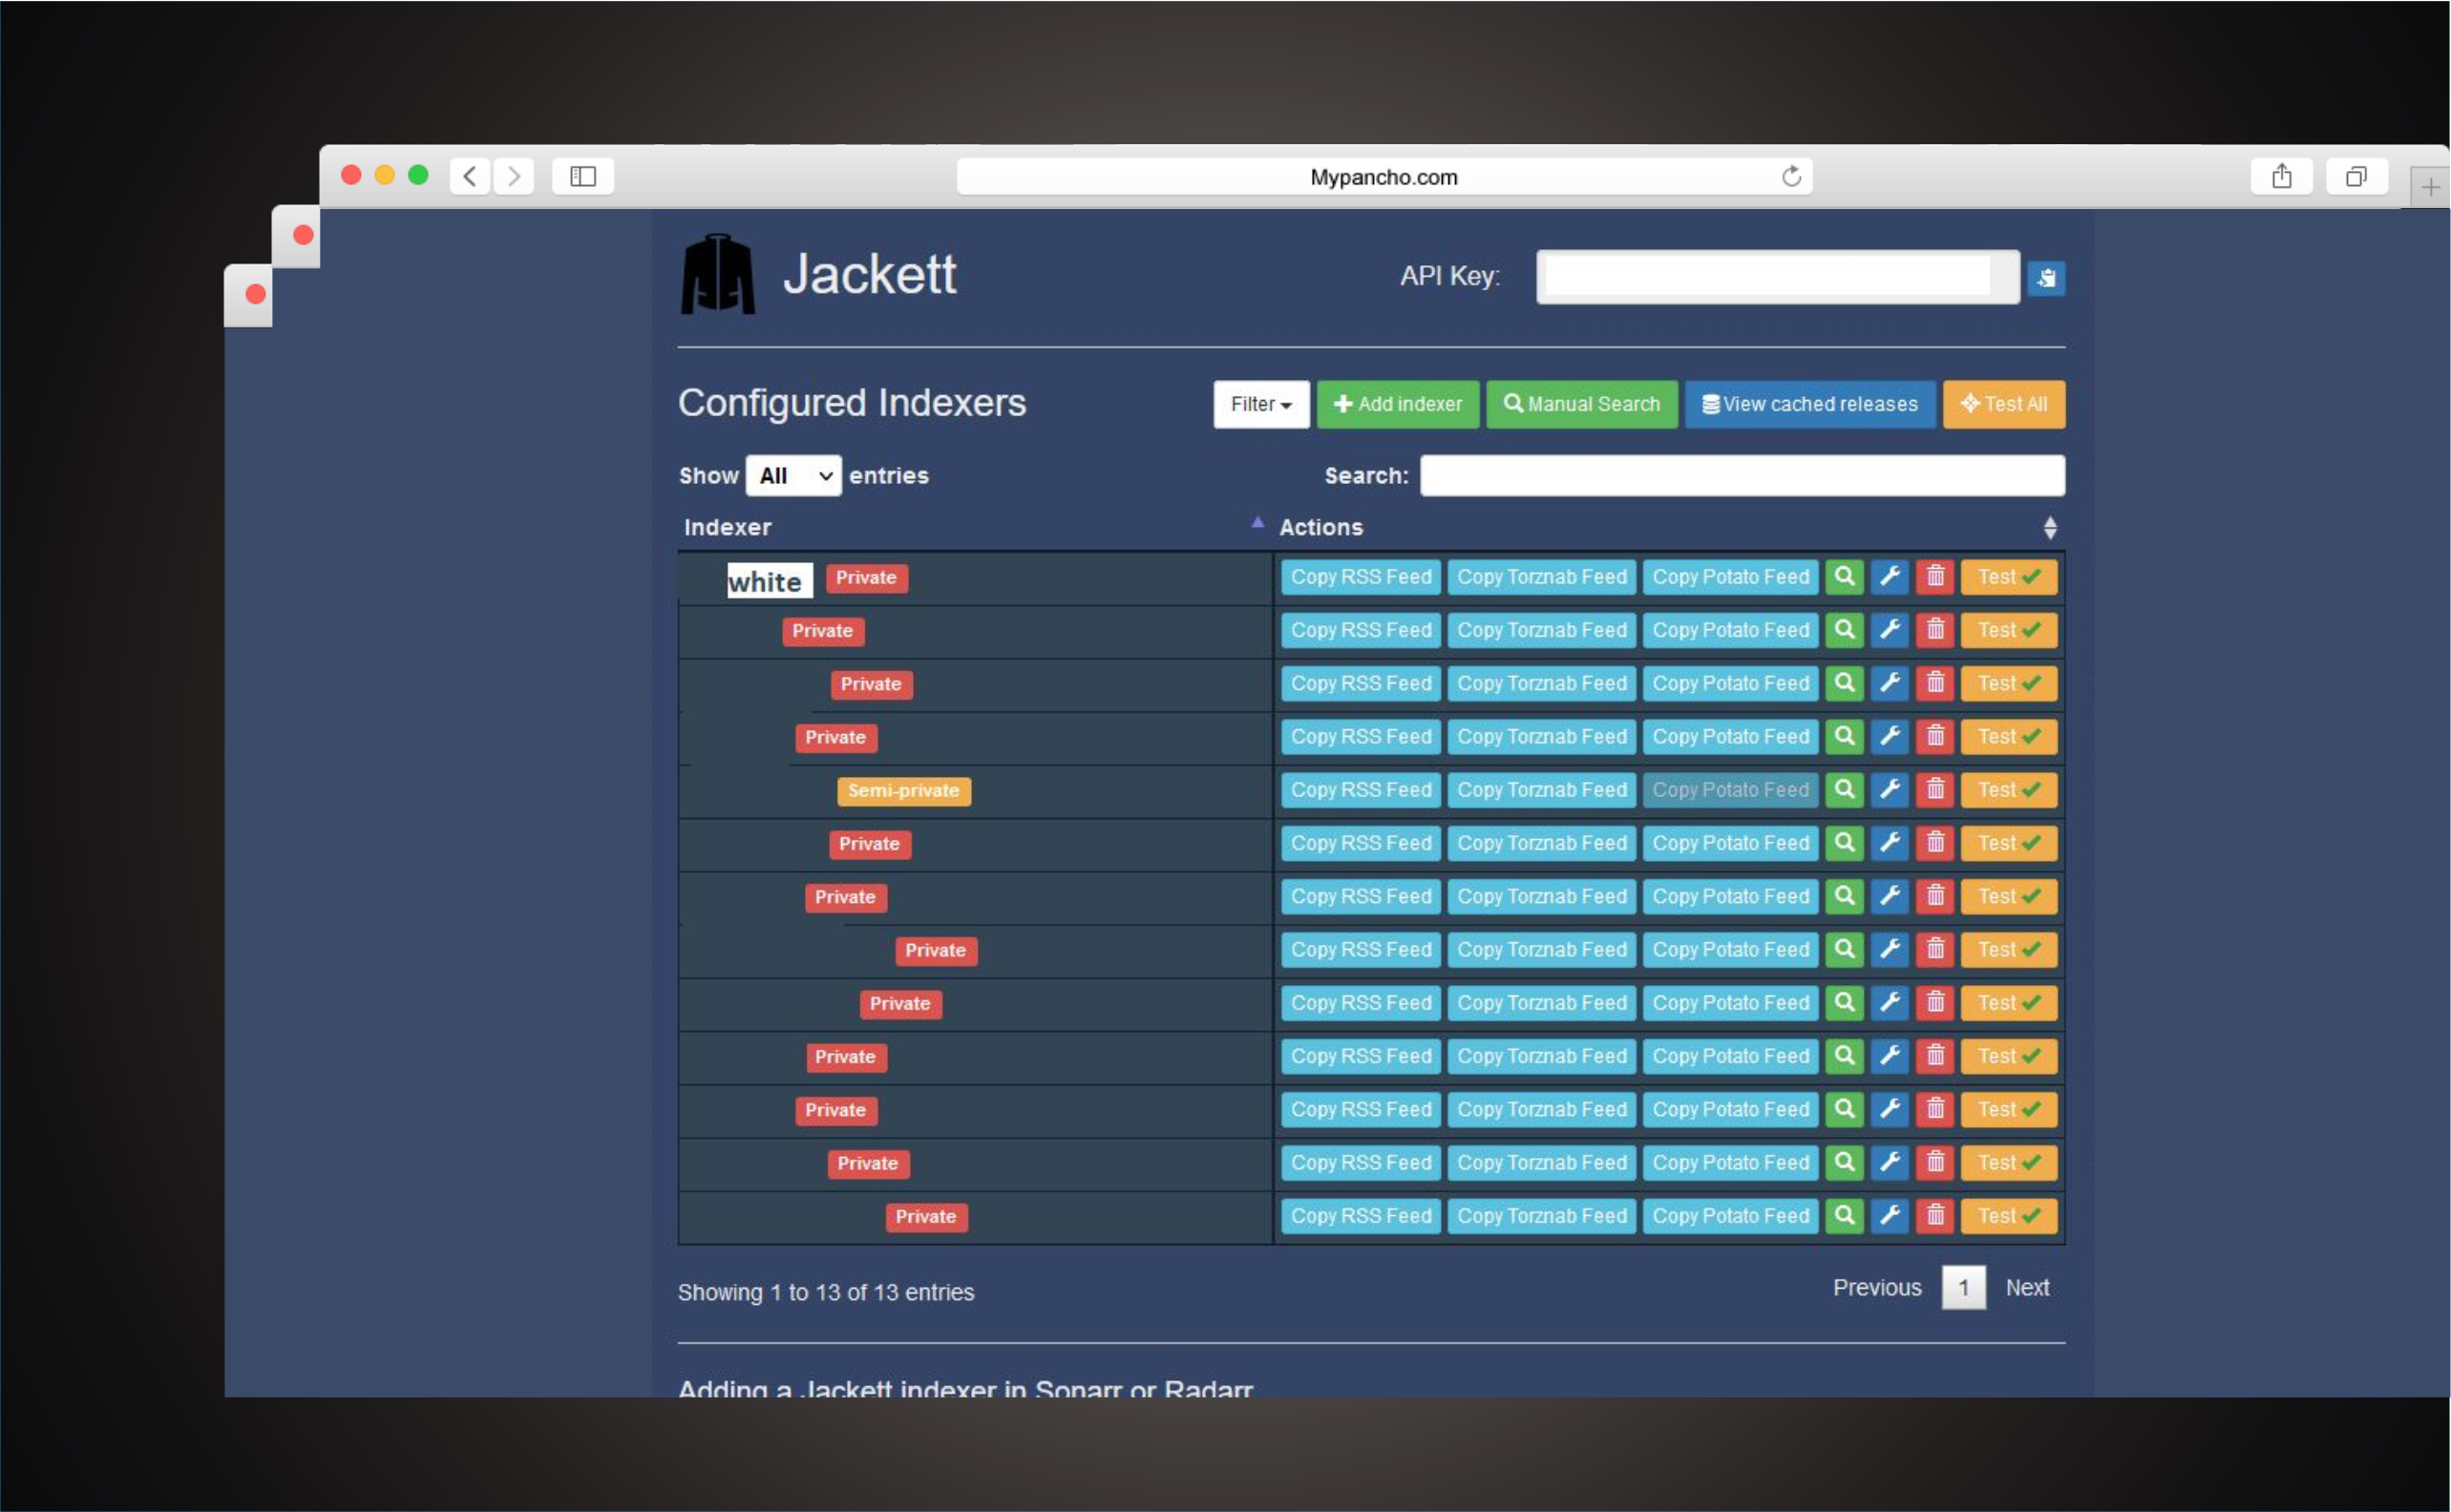 Mypancho.com
Jackett
API Key:
Configured Indexers
Filter
Add indexer
Manual Search
View cached releases
Test All
Show All entries
Search:
Indexer
Actions
white Private Copy RSS Feed Copy Torznab Feed Copy Potato Feed Test
Private Copy RSS Feed Copy Torznab Feed Copy Potato Feed Test
Private Copy RSS Feed Copy Torznab Feed Copy Potato Feed Test
Private Copy RSS Feed Copy Torznab Feed Copy Potato Feed Test
Semi-private Copy RSS Feed Copy Torznab Feed Copy Potato Feed Test
Private Copy RSS Feed Copy Torznab Feed Copy Potato Feed Test
Private Copy RSS Feed Copy Torznab Feed Copy Potato Feed Test
Private Copy RSS Feed Copy Torznab Feed Copy Potato Feed Test
Private Copy RSS Feed Copy Torznab Feed Copy Potato Feed Test
Private Copy RSS Feed Copy Torznab Feed Copy Potato Feed Test
Private Copy RSS Feed Copy Torznab Feed Copy Potato Feed Test
Private Copy RSS Feed Copy Torznab Feed Copy Potato Feed Test
Private Copy RSS Feed Copy Torznab Feed Copy Potato Feed Test
Showing 1 to 13 of 13 entries
Previous 1 Next
Adding a Jackett indexer in Sonarr or Radarr